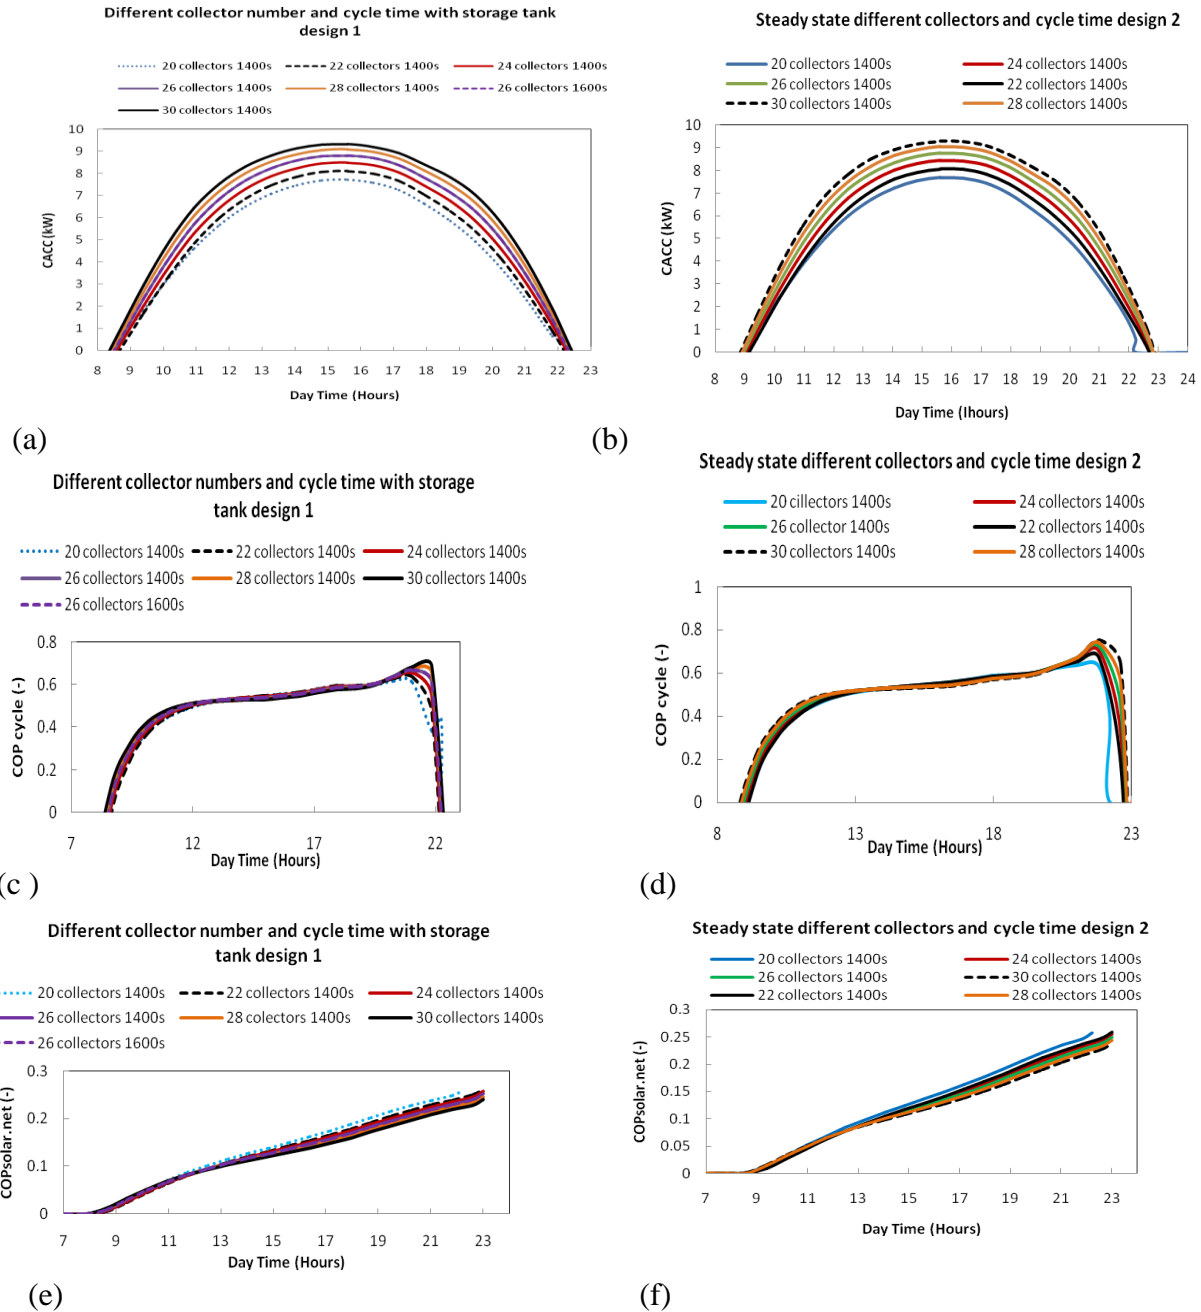 Different collector number and cycle time with storage tank
design 1
20 collectors 1400s 22 collectors 1400s 24 collectors 1400s
26 collectors 1400s 28 collectors 1400s 26 collectors 1600s
30 collectors 1400s
10
9
8
7
6
5
4
3
2
1
0
CACC (kW)
8 9 10 11 12 13 14 15 16 17 18 19 20 21 22 23
Day Time (Hours)
(a)
Steady state different collectors and cycle time design 2
20 collectors 1400s 24 collectors 1400s
26 collectors 1400s 22 collectors 1400s
30 collectors 1400s 28 collectors 1400s
10
9
8
7
6
5
4
3
2
1
0
CACC (kW)
8 9 10 11 12 13 14 15 16 17 18 19 20 21 22 23 24
Day Time (Ihours)
(b)
Different collector numbers and cycle time with storage
tank design 1
20 collectors 1400s 22 collectors 1400s 24 collectors 1400s
26 collectors 1400s 28 collectors 1400s 30 collectors 1400s
26 collectors 1600s
0.8
0.6
0.4
0.2
0
COP cycle (-)
7 12 17 22
Day Time (Hours)
(c )
Steady state different collectors and cycle time design 2
20 cillectors 1400s 24 collectors 1400s
26 collector 1400s 22 collectors 1400s
30 collectors 1400s 28 collectors 1400s
1
0.8
0.6
0.4
0.2
0
COP cycle (-)
8 13 18 23
Day Time (Hours)
(d)
Different collector number and cycle time with storage
tank design 1
20 collectors 1400s 22 collectors 1400s 24 collectors 1400s
26 collectors 1400s 28 colectors 1400s 30 collectors 1400s
26 collectors 1600s
0.3
0.2
0.1
0
COPsolar.net (-)
7 9 11 13 15 17 19 21 23
Day Time (Hours)
(e)
Steady state different collectors and cycle time design 2
20 collectors 1400s 24 collectors 1400s
26 collectors 1400s 30 collectors 1400s
22 collectors 1400s 28 collectors 1400s
0.3
0.25
0.2
0.15
0.1
0.05
0
COPsolar.net (-)
7 9 11 13 15 17 19 21 23
Day Time (Hours)
(f)